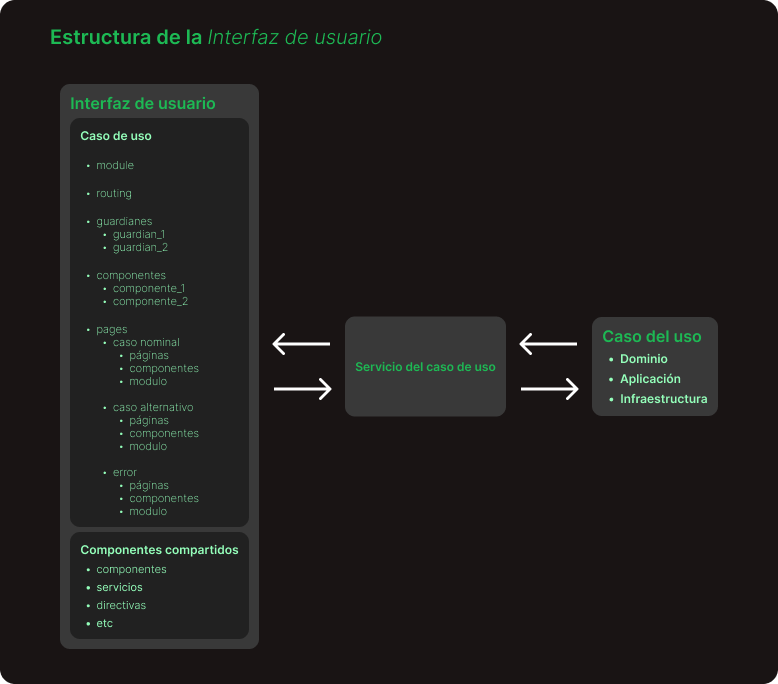 Estructura de la Interfaz de usuario
Interfaz de usuario
Caso de uso
• module
• routing
• guardianes
• guardian_1
• guardian_2
• componentes
• componente_1
• componente_2
• pages
• caso nominal
• páginas
• componentes
• modulo
• caso alternativo
• páginas
• componentes
• modulo
• error
• páginas
• componentes
• modulo
Componentes compartidos
• componentes
• servicios
• directivas
• etc
Servicio del caso de uso
Caso del uso
• Dominio
• Aplicación
• Infraestructura